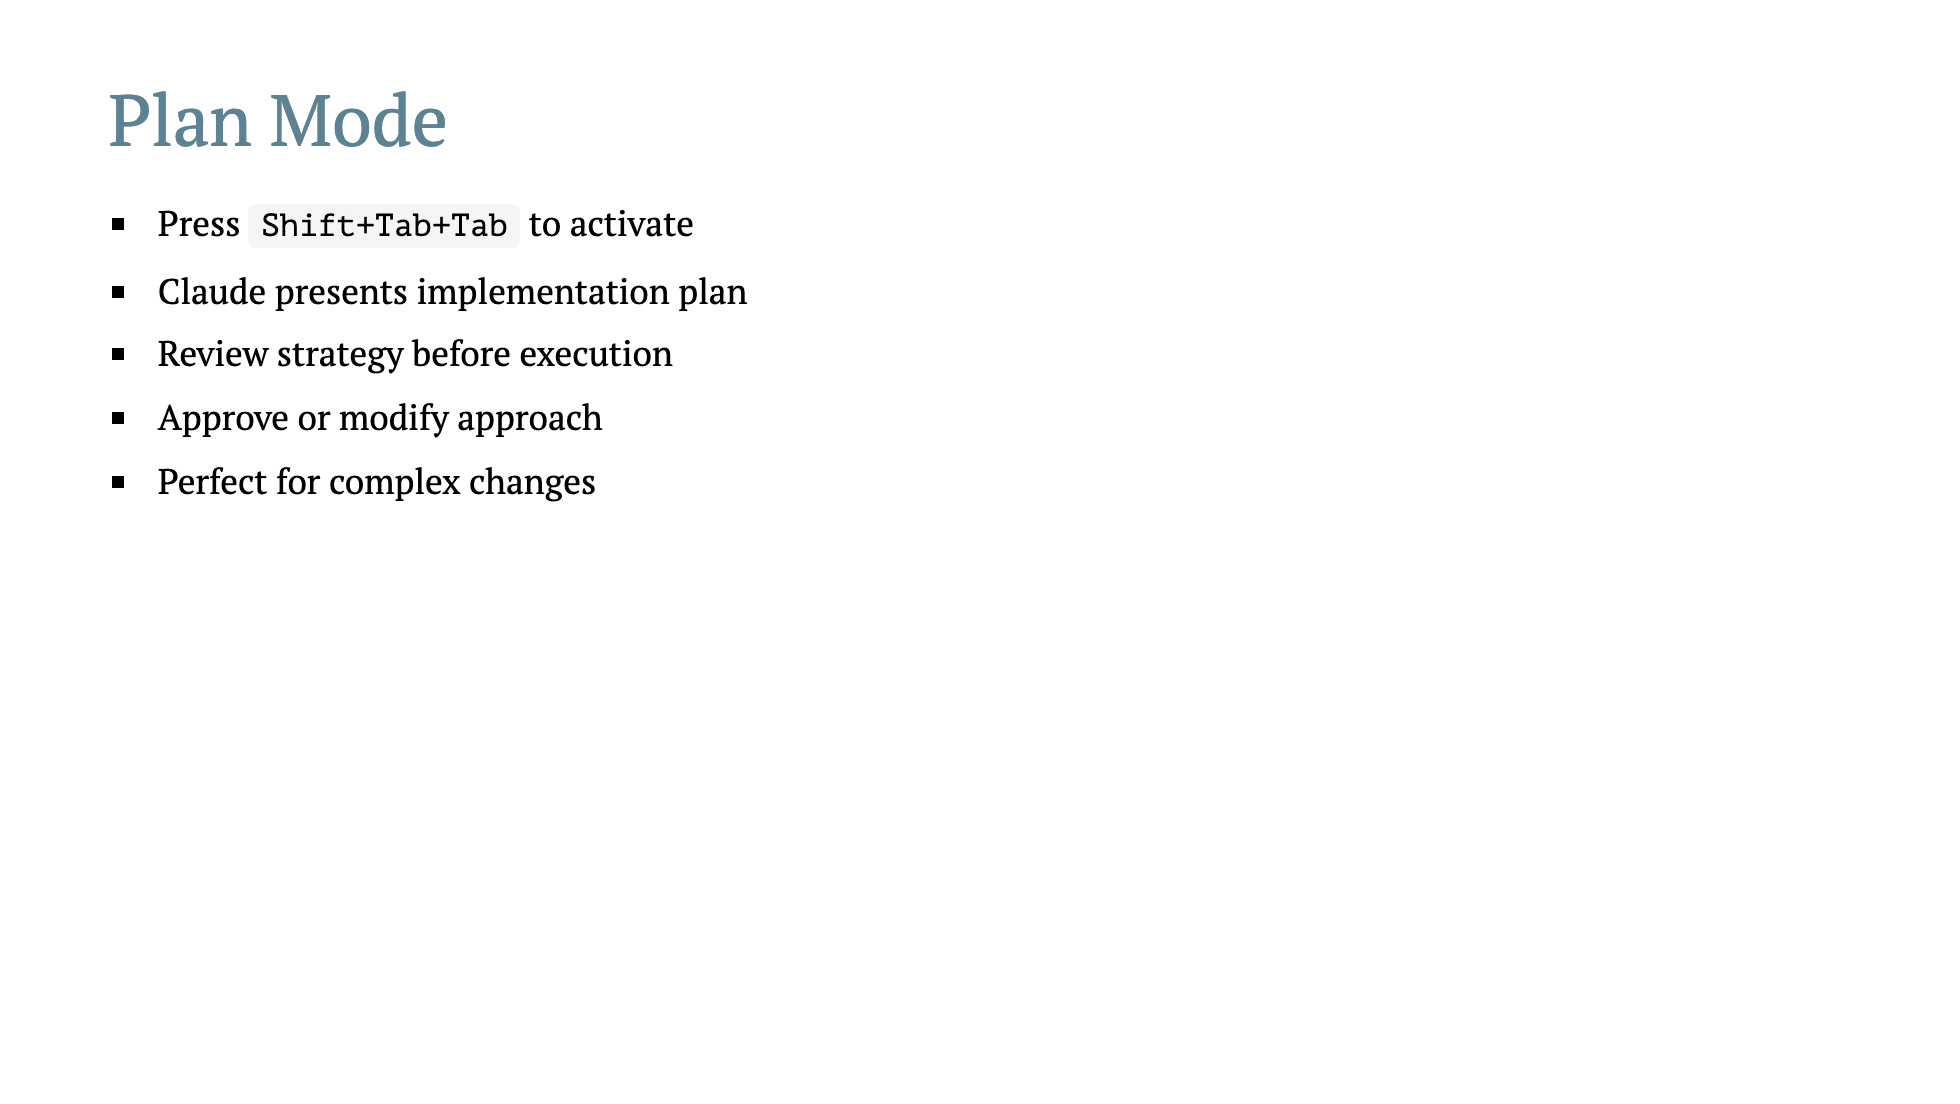 Plan Mode
▪ Press Shift+Tab+Tab to activate
▪ Claude presents implementation plan
▪ Review strategy before execution
▪ Approve or modify approach
▪ Perfect for complex changes